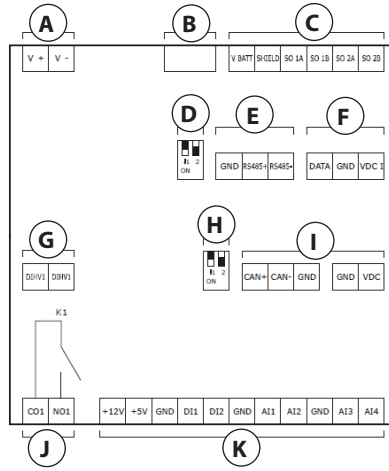 A B C
V + V - V BATT SHIELD SO 1A SO 1B SO 2A SO 2B
D E F
1 2
ON
GND RS485+ RS485- DATA GND VDC I
G H I
DIHV1 DIHV1
1 2
ON
CAN+ CAN- GND GND VDC
K1
CO1 NO1 +12V +5V GND DI1 DI2 GND AI1 AI2 GND AI3 AI4
J K